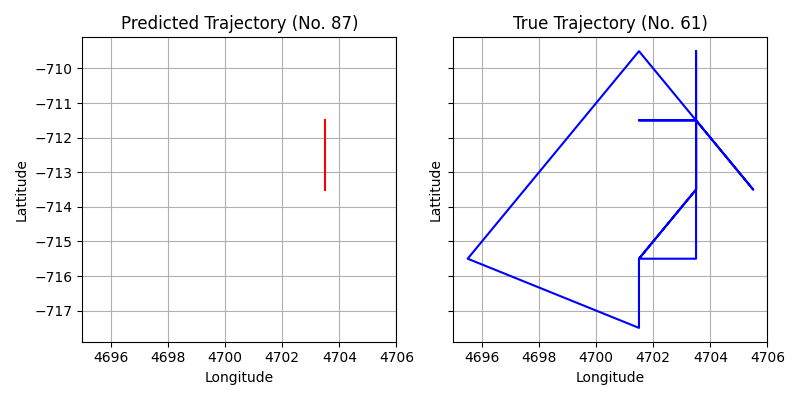 Predicted Trajectory (No. 87)
True Trajectory (No. 61)
−710
−711
−712
−713
−714
−715
−716
−717
Lattitude
Lattitude
4696 4698 4700 4702 4704 4706
4696 4698 4700 4702 4704 4706
Longitude
Longitude